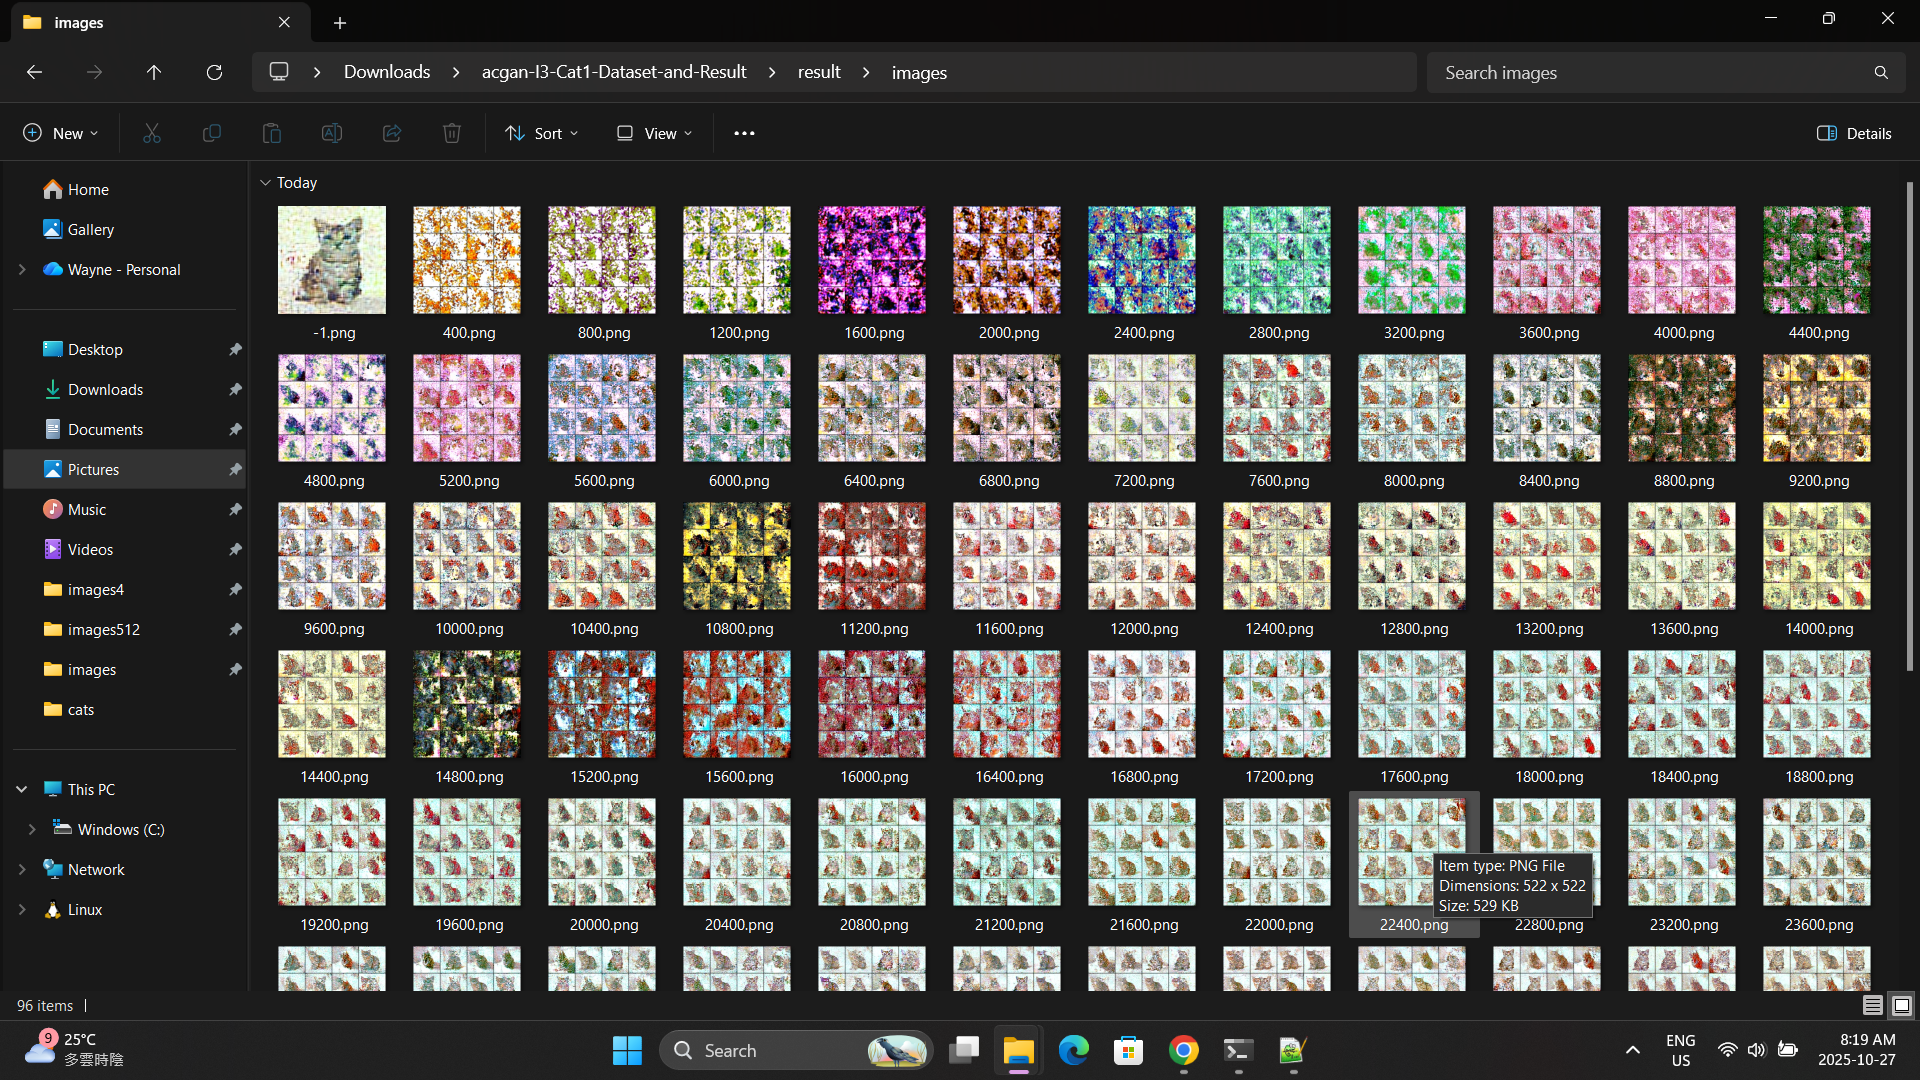 images
Downloads
acgan-I3-Cat1-Dataset-and-Result
result
images
Search images
New
Sort
View
Details
Home
Gallery
Wayne - Personal
Desktop
Downloads
Documents
Pictures
Music
Videos
images4
images512
images
cats
This PC
Windows (C:)
Network
Linux
Today
-1.png
400.png
800.png
1200.png
1600.png
2000.png
2400.png
2800.png
3200.png
3600.png
4000.png
4400.png
4800.png
5200.png
5600.png
6000.png
6400.png
6800.png
7200.png
7600.png
8000.png
8400.png
8800.png
9200.png
9600.png
10000.png
10400.png
10800.png
11200.png
11600.png
12000.png
12400.png
12800.png
13200.png
13600.png
14000.png
14400.png
14800.png
15200.png
15600.png
16000.png
16400.png
16800.png
17200.png
17600.png
18000.png
18400.png
18800.png
19200.png
19600.png
20000.png
20400.png
20800.png
21200.png
21600.png
22000.png
22400.png
22800.png
23200.png
23600.png
Item type: PNG File
Dimensions: 522 x 522
Size: 529 KB
96 items
9
25°C
多雲時陰
Search
ENG
US
8:19 AM
2025-10-27